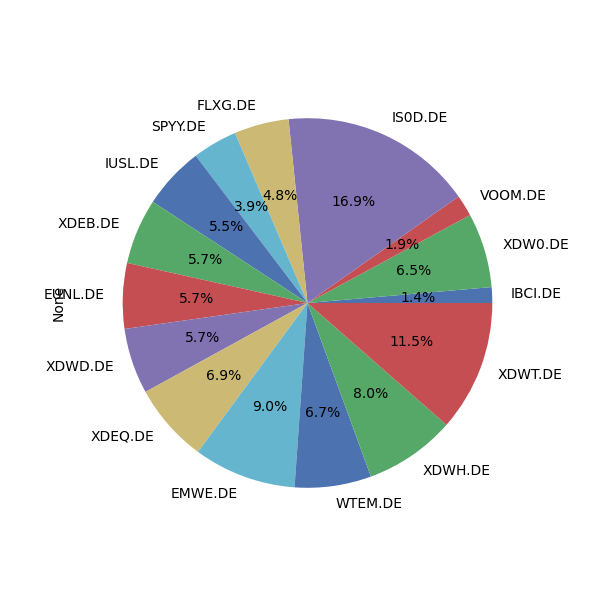 FLXG.DE
IS0D.DE
SPYY.DE
IUSL.DE
VOOM.DE
XDEB.DE
XDW0.DE
EUNL.DE
IBCI.DE
None
XDWD.DE
XDWT.DE
XDEQ.DE
XDWH.DE
EMWE.DE
WTEM.DE
4.8%
16.9%
3.9%
5.5%
1.9%
5.7%
6.5%
5.7%
1.4%
5.7%
11.5%
6.9%
8.0%
9.0%
6.7%